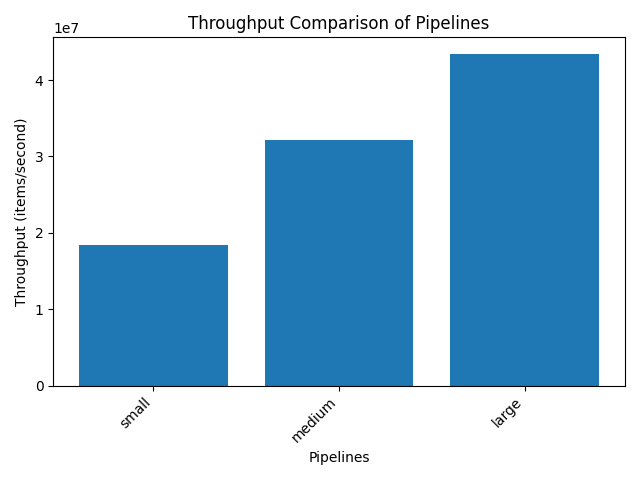 Throughput Comparison of Pipelines
1e7
Throughput (items/second)
4
3
2
1
0
small
medium
large
Pipelines